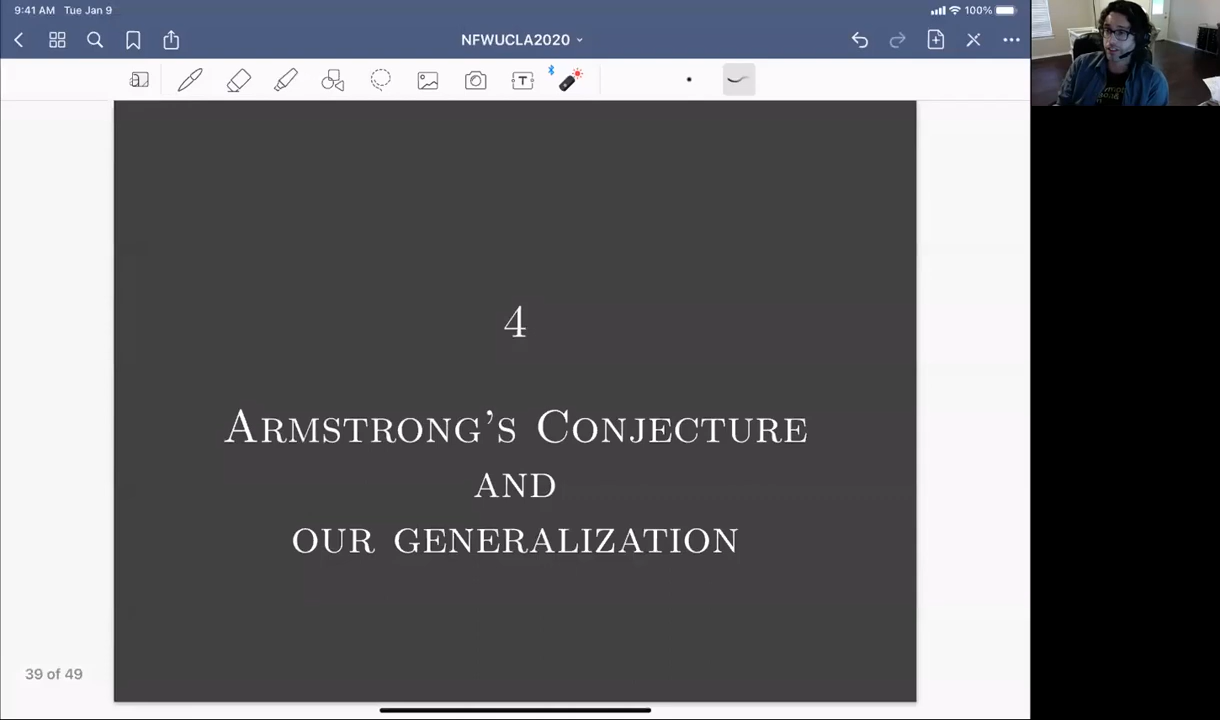 9:41 AM Tue Jan 9
100%
NFWUCLA2020
T
4
Armstrong's Conjecture
and
our generalization
39 of 49